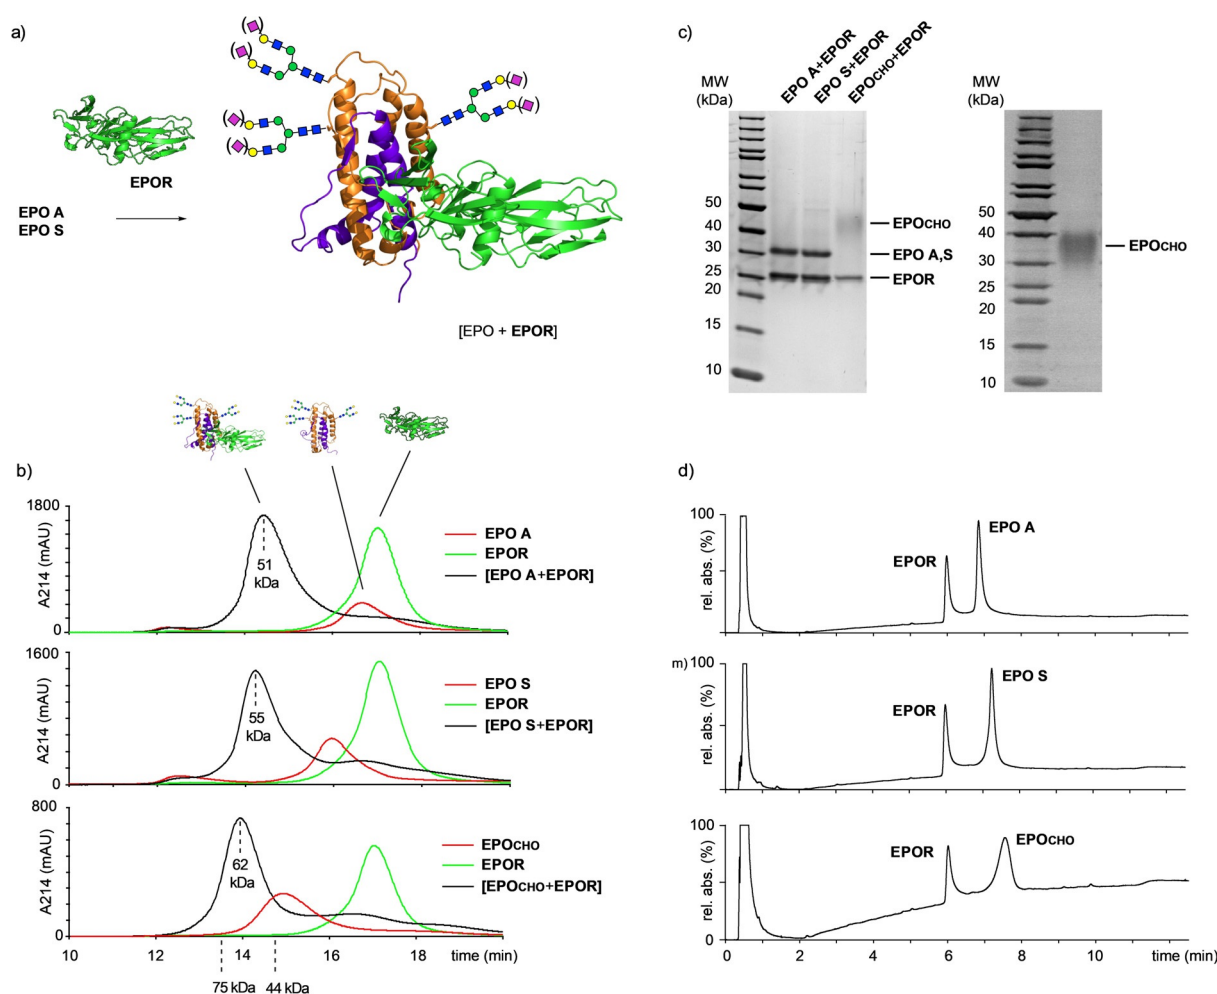 a)
EPOR
EPO A
EPO S
[EPO + EPOR]
b)
1800
A214 (mAU)
0
51
kDa
EPO A
EPOR
[EPO A+EPOR]
1600
A214 (mAU)
0
55
kDa
EPO S
EPOR
[EPO S+EPOR]
800
A214 (mAU)
0
62
kDa
EPOCHO
EPOR
[EPOCHO+EPOR]
10 12 14 16 18 time (min)
75 kDa 44 kDa
c)
MW
(kDa)
EPO A+EPOR
EPO S+EPOR
EPOCHO+EPOR
50
40
30
25
20
15
10
EPOCHO
EPO A,S
EPOR
MW
(kDa)
50
40
30
25
20
15
10
EPOCHO
d)
100
rel. abs. (%)
0
EPOR
EPO A
m) 100
rel. abs. (%)
0
EPOR
EPO S
100
rel. abs. (%)
0
EPOR
EPOCHO
0 2 4 6 8 10 time (min)